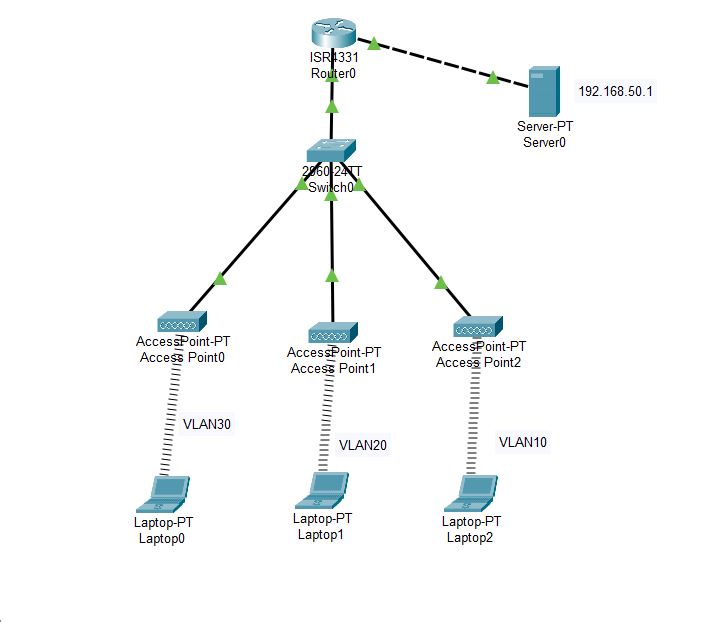 ISR4331
Router0
192.168.50.1
Server-PT
Server0
2960-24TT
Switch0
AccessPoint-PT
Access Point0
AccessPoint-PT
Access Point1
AccessPoint-PT
Access Point2
VLAN30
VLAN20
VLAN10
Laptop-PT
Laptop0
Laptop-PT
Laptop1
Laptop-PT
Laptop2